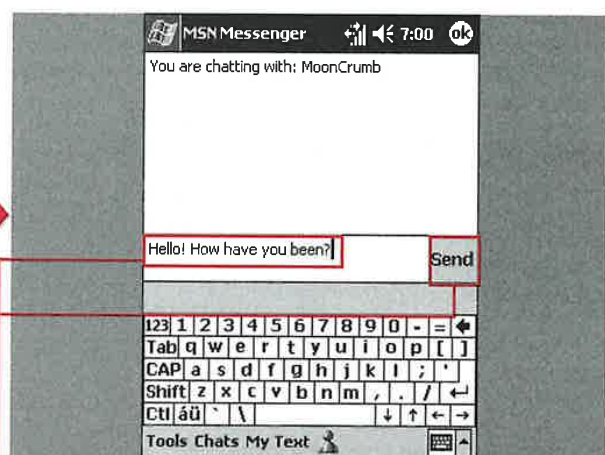 MSN Messenger 7:00 ok
You are chatting with: MoonCrumb
Hello! How have you been?
Send
123 1 2 3 4 5 6 7 8 9 0 - =
Tab q w e r t y u i o p [ ]
CAP a s d f g h j k l ; '
Shift z x c v b n m , . /
Ctl áü ` \
Tools Chats My Text